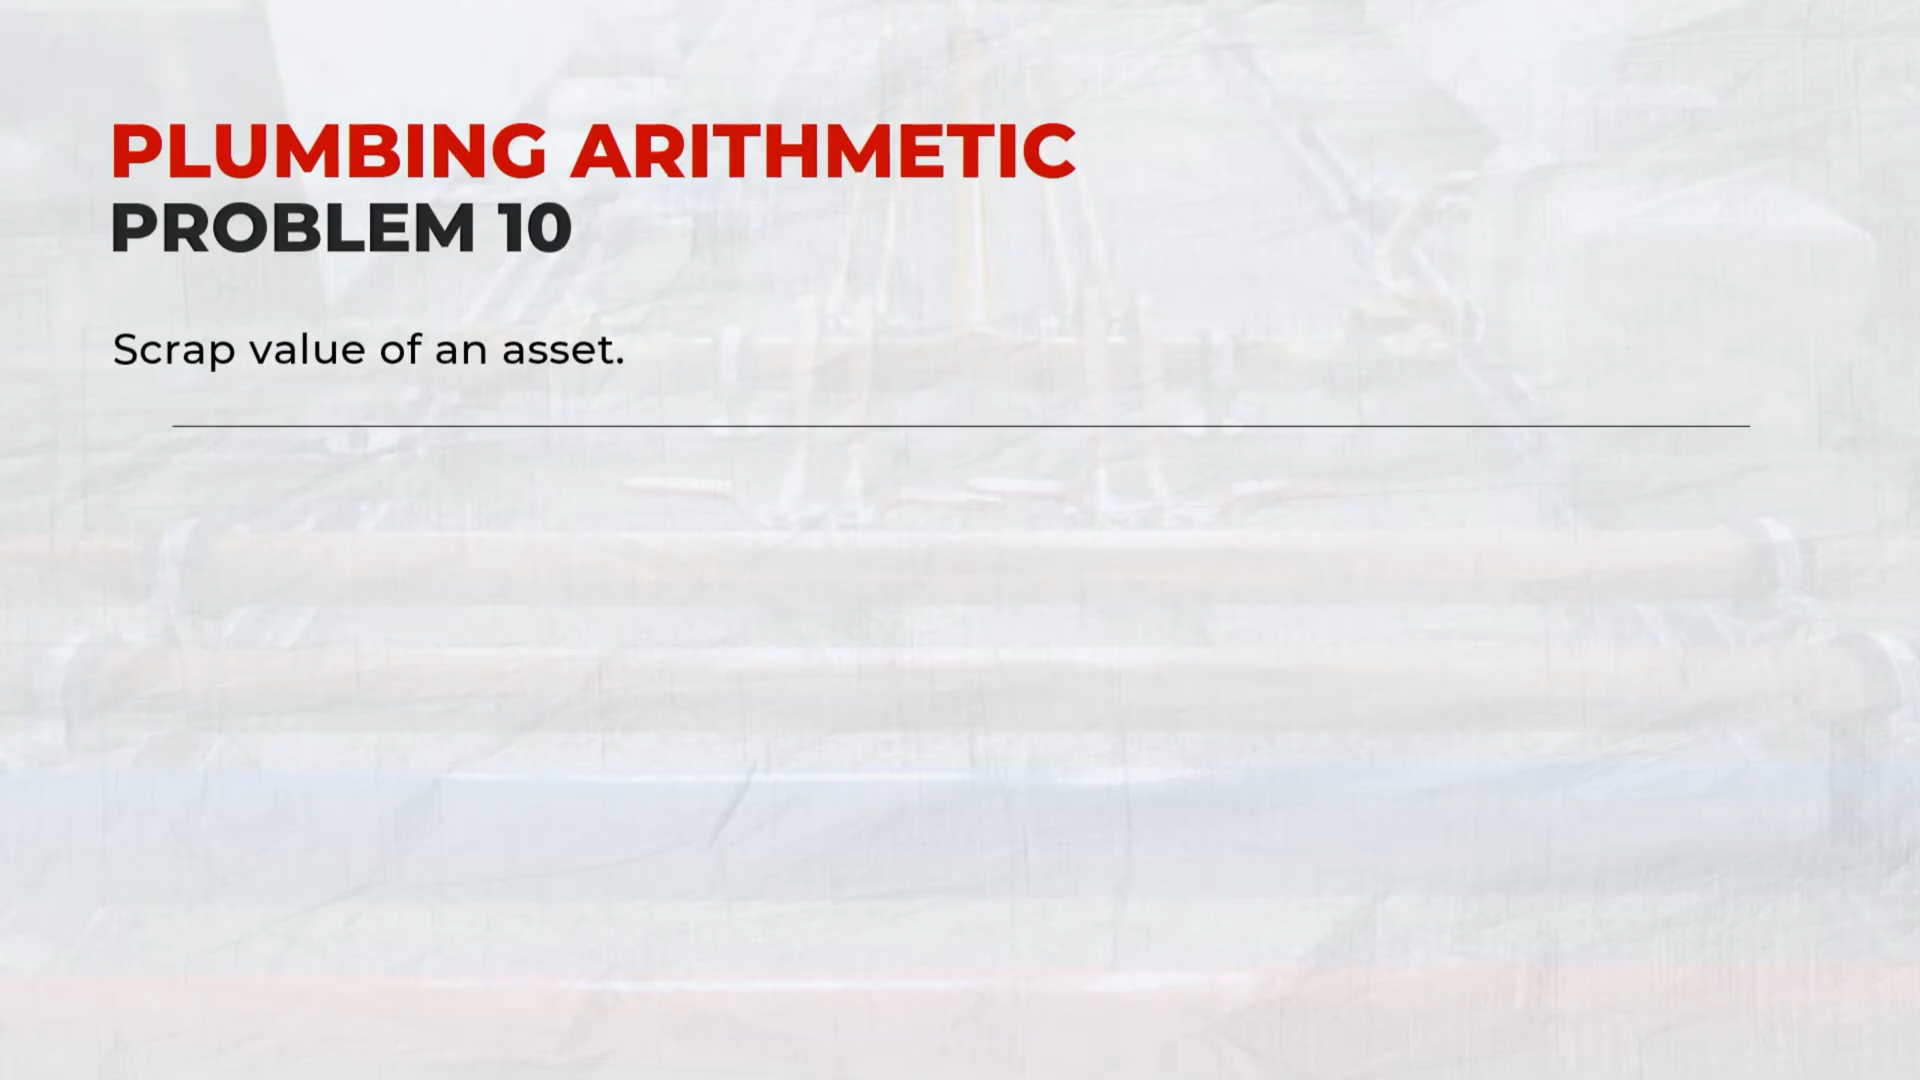 PLUMBING ARITHMETIC
PROBLEM 10
Scrap value of an asset.